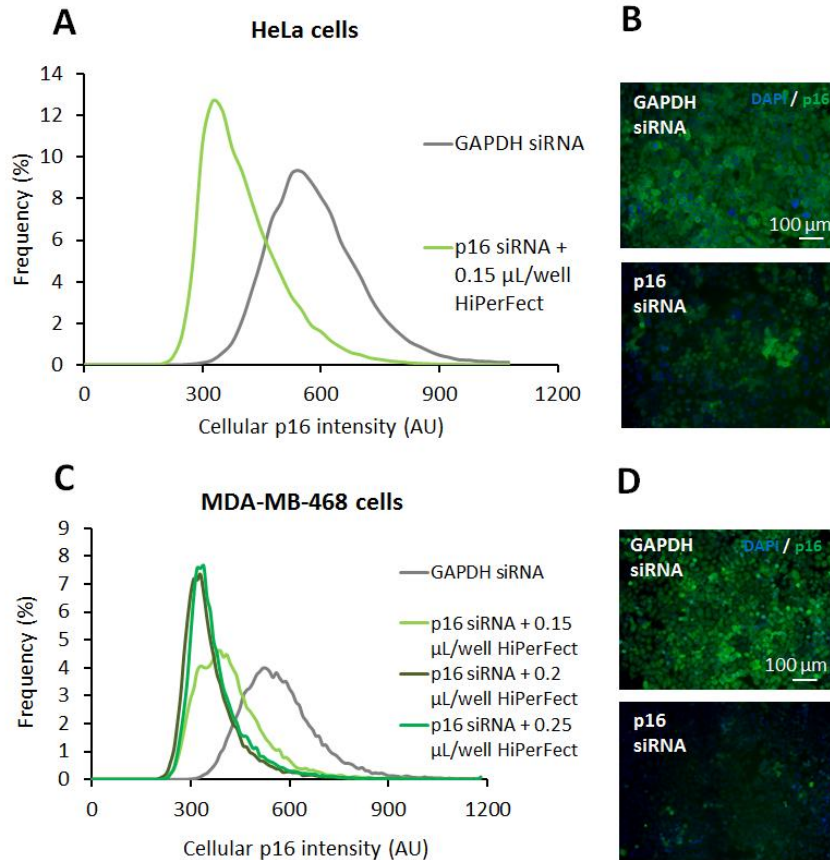 A
HeLa cells
14
12
10
8
6
4
2
0
Frequency (%)
0 300 600 900 1200
Cellular p16 intensity (AU)
GAPDH siRNA
p16 siRNA +
0.15 µL/well
HiPerFect
B
GAPDH
siRNA
DAPI / p16
100 µm
p16
siRNA
C
MDA-MB-468 cells
9
8
7
6
5
4
3
2
1
0
Frequency (%)
0 300 600 900 1200
Cellular p16 intensity (AU)
GAPDH siRNA
p16 siRNA + 0.15
µL/well HiPerFect
p16 siRNA + 0.2
µL/well HiPerFect
p16 siRNA + 0.25
µL/well HiPerFect
D
GAPDH
siRNA
DAPI / p16
100 µm
p16
siRNA